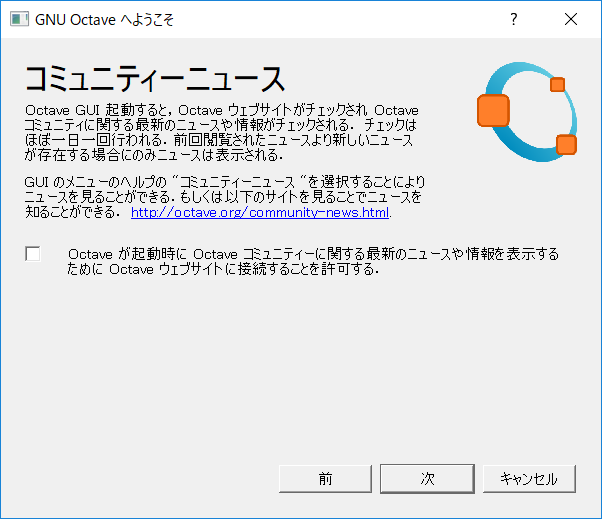 GNU Octave へようこそ
コミュニティーニュース
Octave GUI 起動すると, Octave ウェブサイトがチェックされ Octave
コミュニティに関する最新のニュースや情報がチェックされる. チェックは
ほぼ一日一回行われる. 前回閲覧されたニュースより新しいニュース
が存在する場合にのみニュースは表示される.
GUI のメニューのヘルプの “コミュニティーニュース “を選択することにより
ニュースを見ることができる. もしくは以下のサイトを見ることでニュースを
知ることができる. http://octave.org/community-news.html.
Octave が起動時に Octave コミュニティーに関する最新のニュースや情報を表示する
ために Octave ウェブサイトに接続することを許可する.
前
次
キャンセル